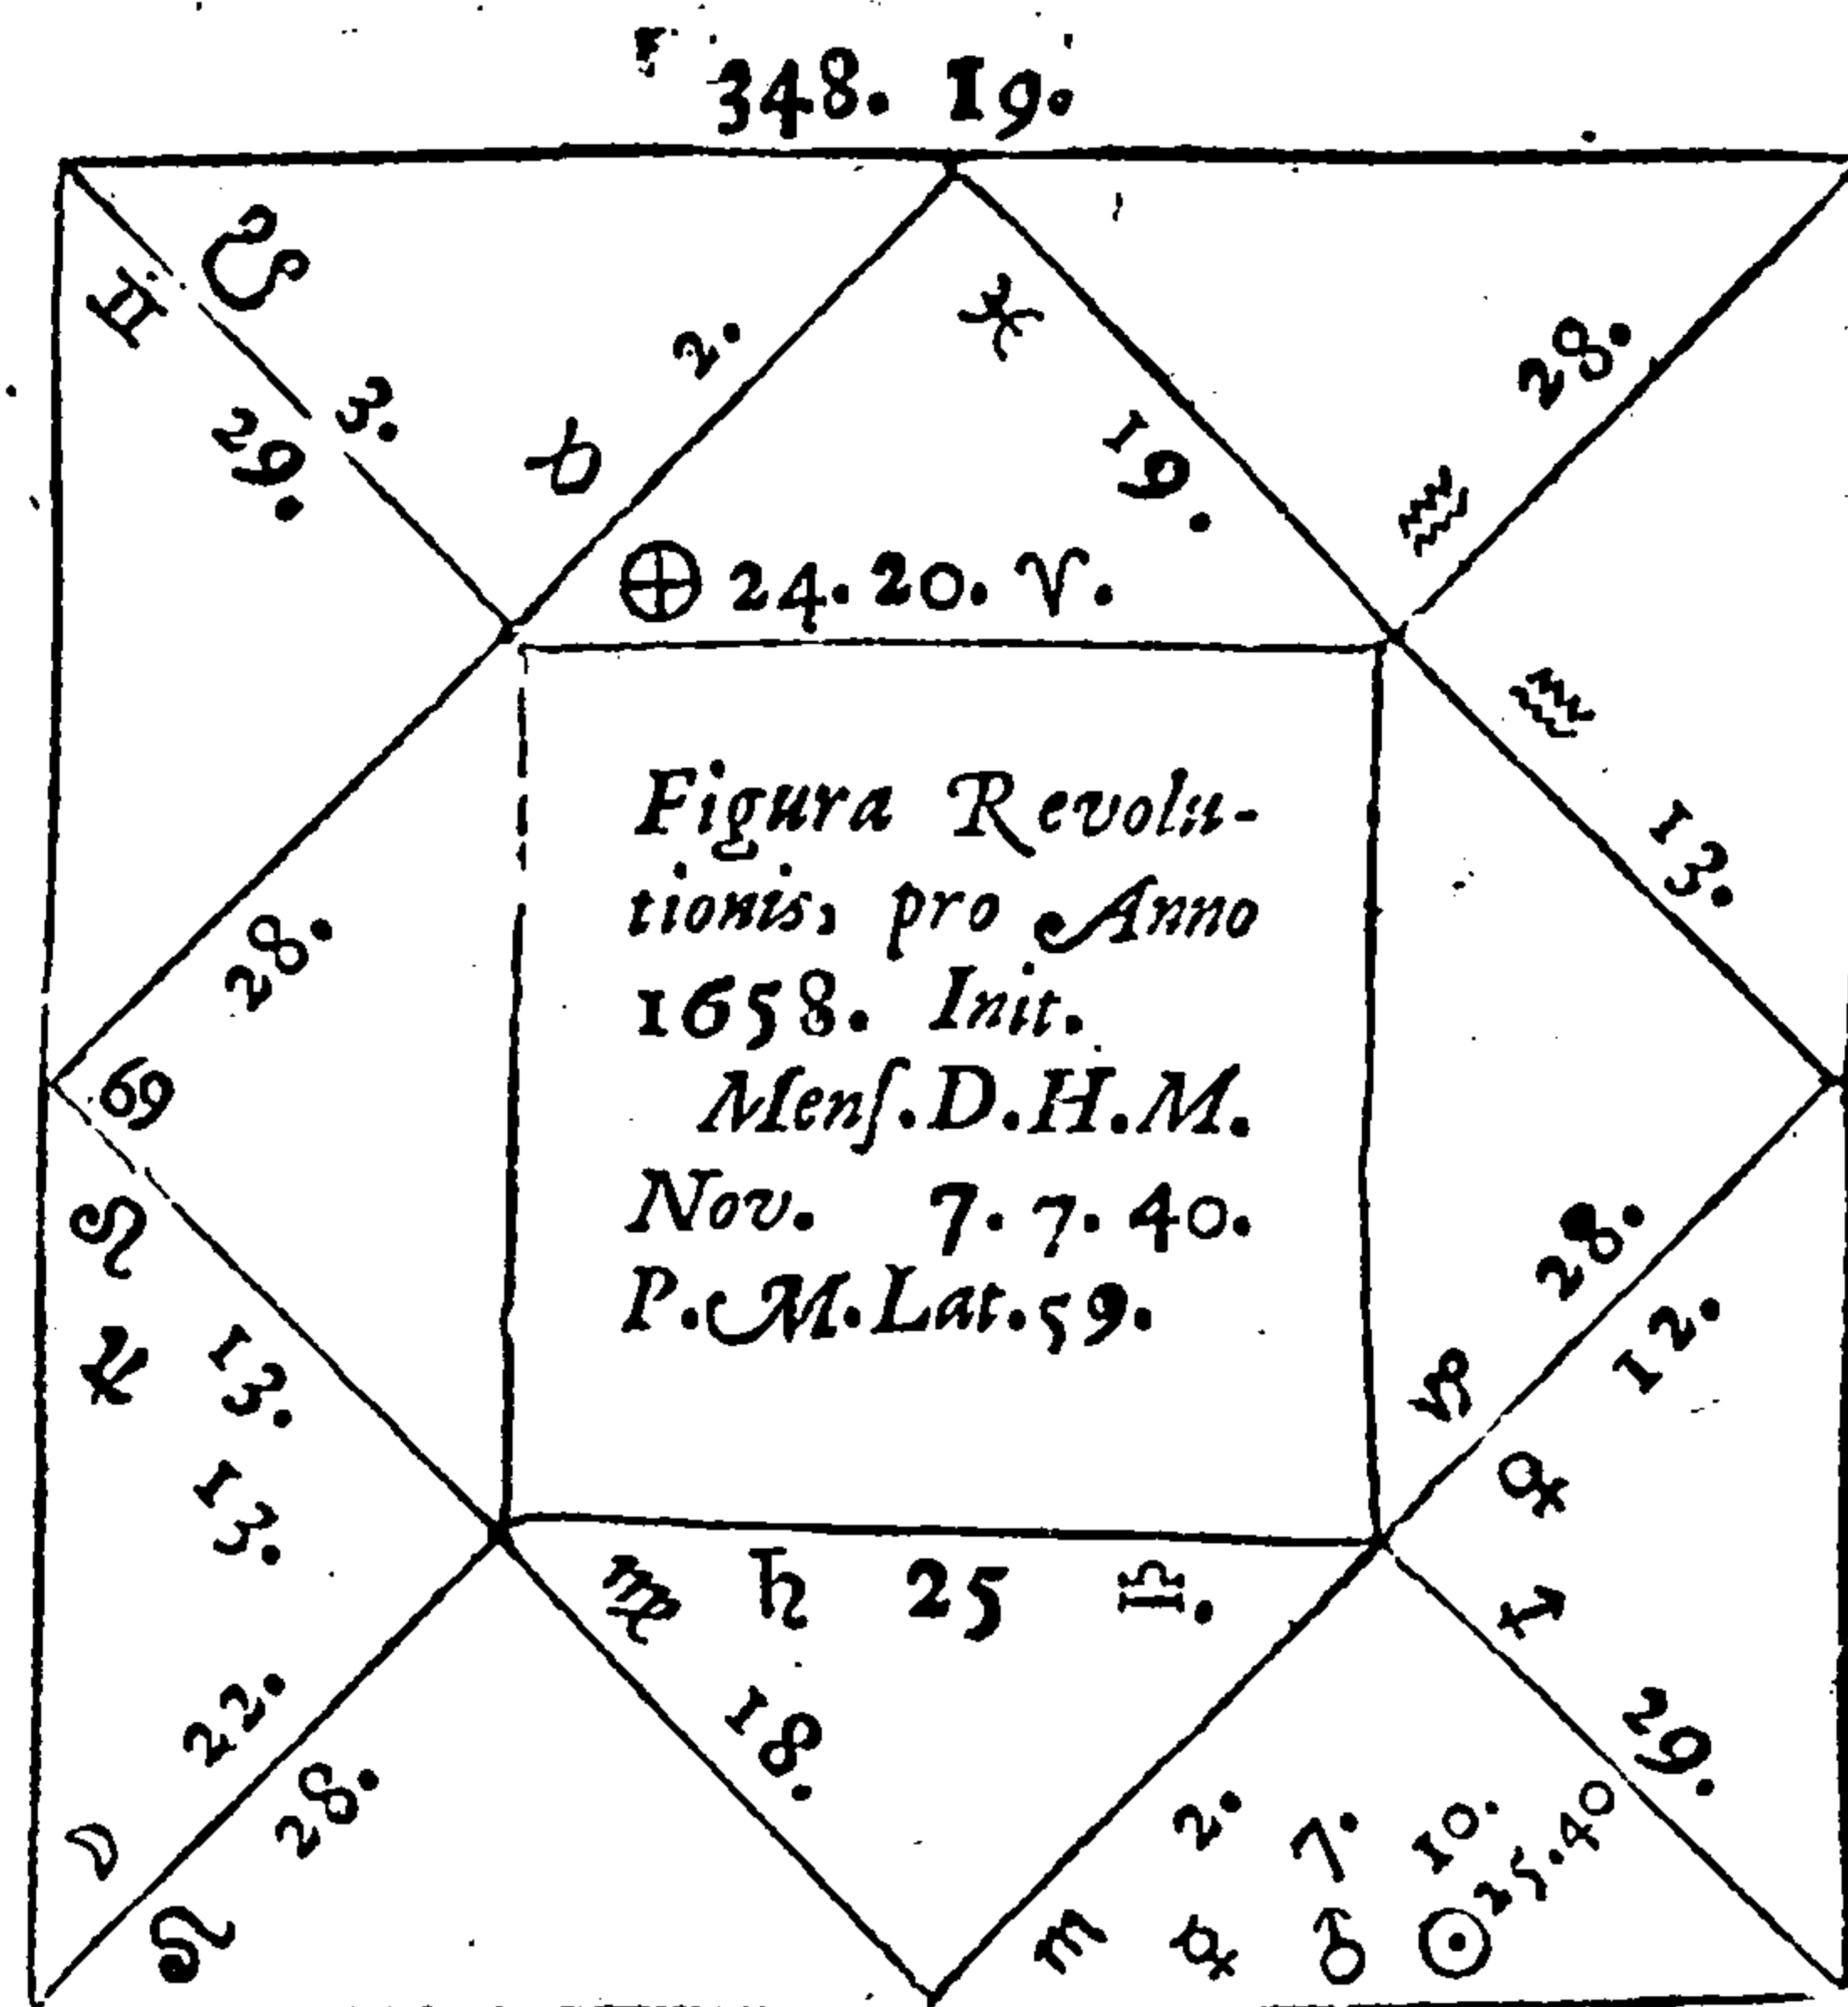 348. 19.
♊ ☋
29. 3.
♉ 2.
♓ 19.
♒ 28.
⊕ 24. 20. ♈.
♒ 13.
♋ 28.
Figura Revolu-
tionis, pro Anno
1658. Init.
Menſ. D. H. M.
Nov. 7. 7. 40.
P. M. Lat. 59.
♌ 13.
♃ 13.
☽ 22.
♌ 28.
♍ 18.
♄ 25 ♎.
♑ 28.
♀ 12.
♐ 29.
♏ 2.
☿ 7.
♂ 10.
☉ 25. 40